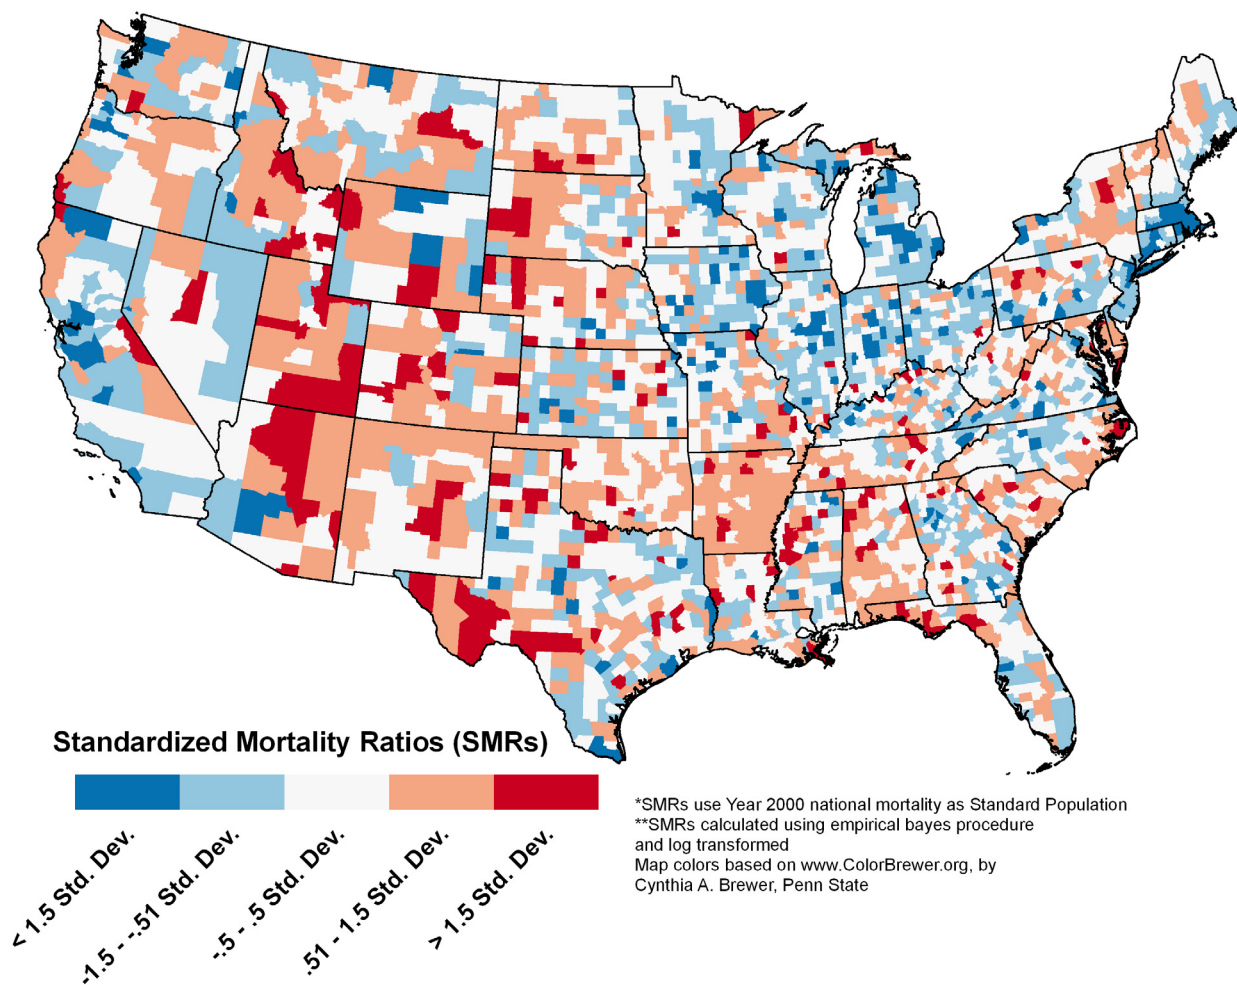 Standardized Mortality Ratios (SMRs)
< 1.5 Std. Dev.
-1.5 - -.51 Std. Dev.
-.5 - .5 Std. Dev.
.51 - 1.5 Std. Dev.
> 1.5 Std. Dev.
*SMRs use Year 2000 national mortality as Standard Population
**SMRs calculated using empirical bayes procedure
and log transformed
Map colors based on www.ColorBrewer.org, by
Cynthia A. Brewer, Penn State